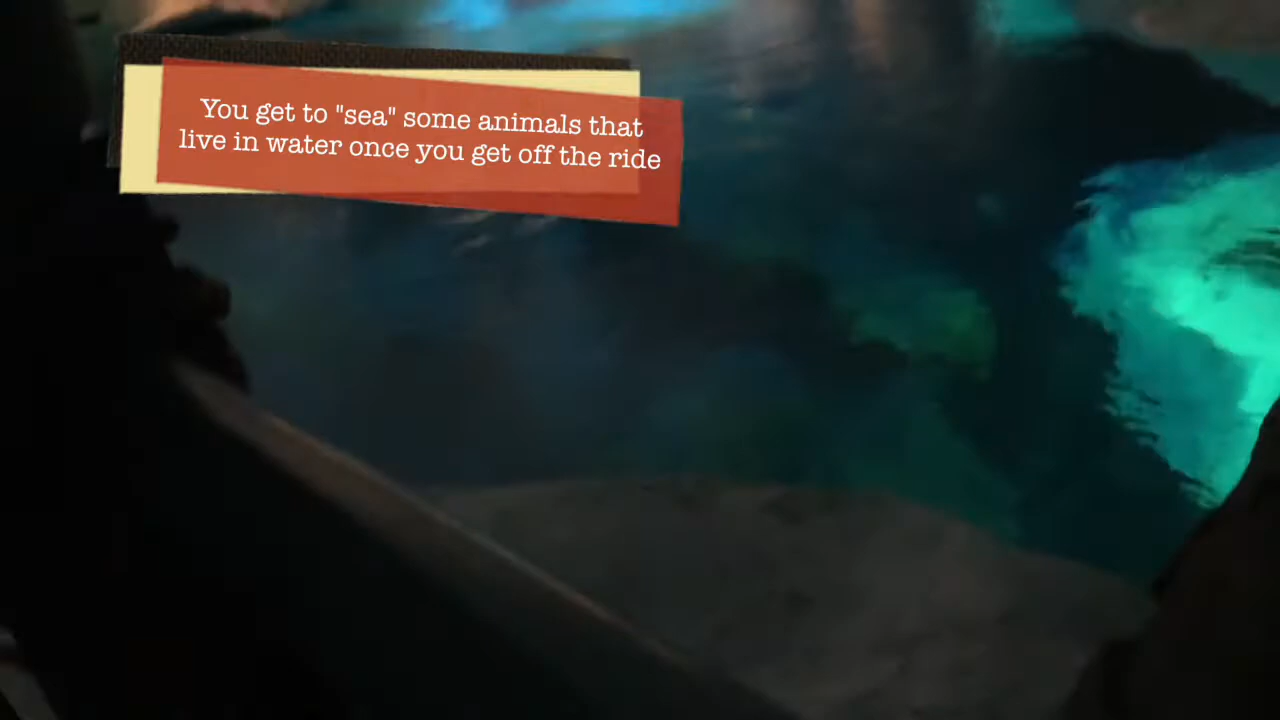 You get to "sea" some animals that
live in water once you get off the ride